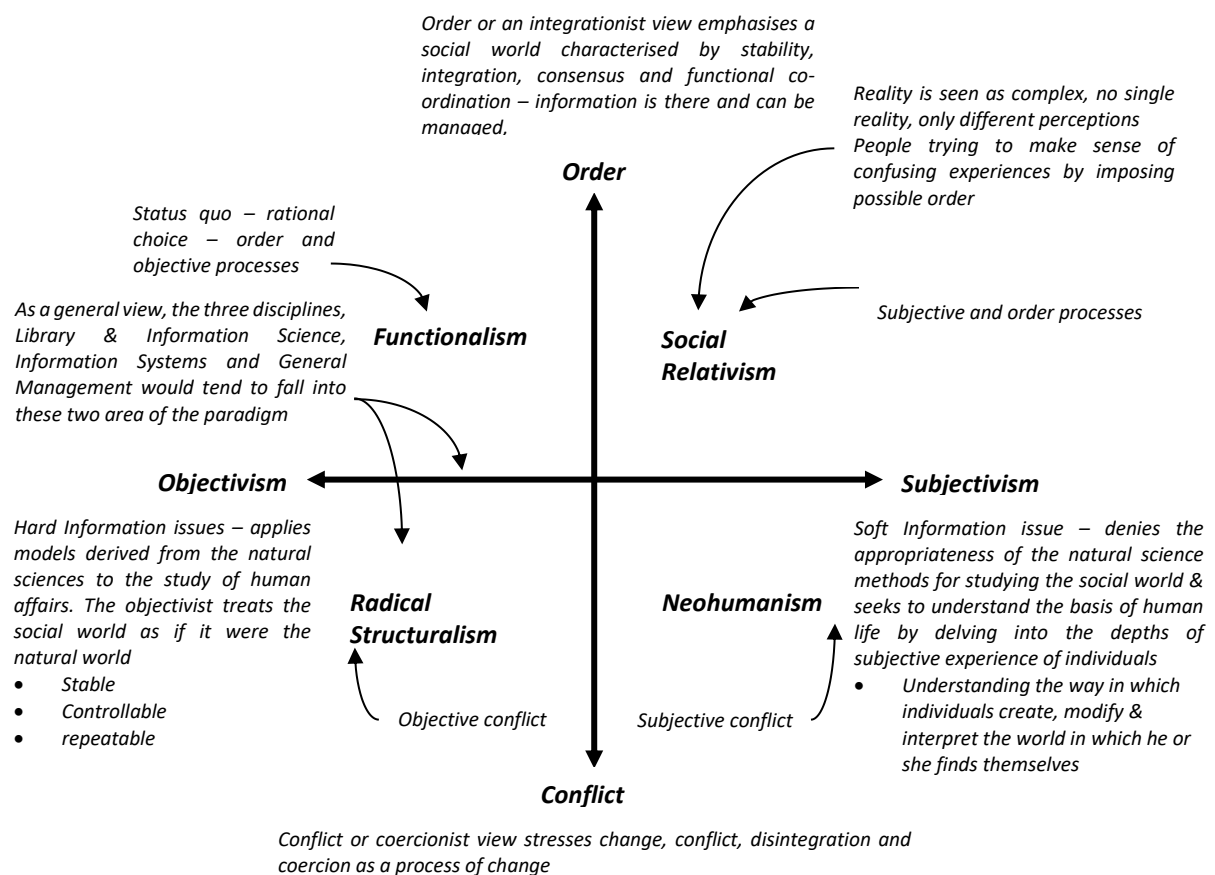 Order or an integrationist view emphasises a
social world characterised by stability,
integration, consensus and functional co-
ordination – information is there and can be
managed.
Reality is seen as complex, no single
reality, only different perceptions
People trying to make sense of
confusing experiences by imposing
possible order
Order
Status quo – rational
choice – order and
objective processes
As a general view, the three disciplines,
Library & Information Science,
Information Systems and General
Management would tend to fall into
these two area of the paradigm
Functionalism
Social
Relativism
Subjective and order processes
Objectivism
Subjectivism
Hard Information issues – applies
models derived from the natural
sciences to the study of human
affairs. The objectivist treats the
social world as if it were the
natural world
• Stable
• Controllable
• repeatable
Radical
Structuralism
Neohumanism
Soft Information issue – denies the
appropriateness of the natural science
methods for studying the social world &
seeks to understand the basis of human
life by delving into the depths of
subjective experience of individuals
• Understanding the way in which
individuals create, modify &
interpret the world in which he or
she finds themselves
Objective conflict
Subjective conflict
Conflict
Conflict or coercionist view stresses change, conflict, disintegration and
coercion as a process of change